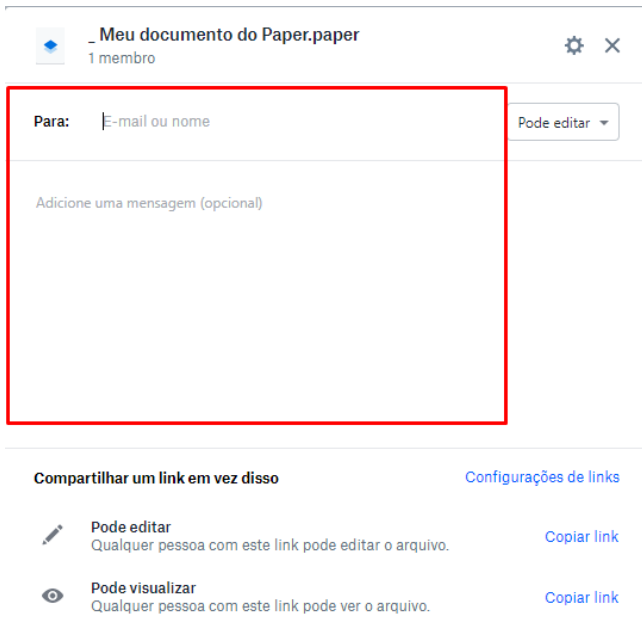 _ Meu documento do Paper.paper
1 membro
Para: E-mail ou nome
Pode editar
Adicione uma mensagem (opcional)
Compartilhar um link em vez disso
Configurações de links
Pode editar
Qualquer pessoa com este link pode editar o arquivo.
Copiar link
Pode visualizar
Qualquer pessoa com este link pode ver o arquivo.
Copiar link